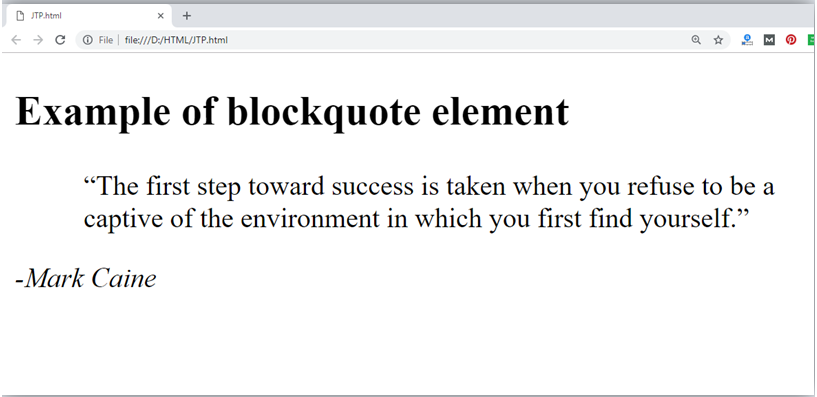 JTP.html
File | file:///D:/HTML/JTP.html
Example of blockquote element
“The first step toward success is taken when you refuse to be a
captive of the environment in which you first find yourself.”
-Mark Caine